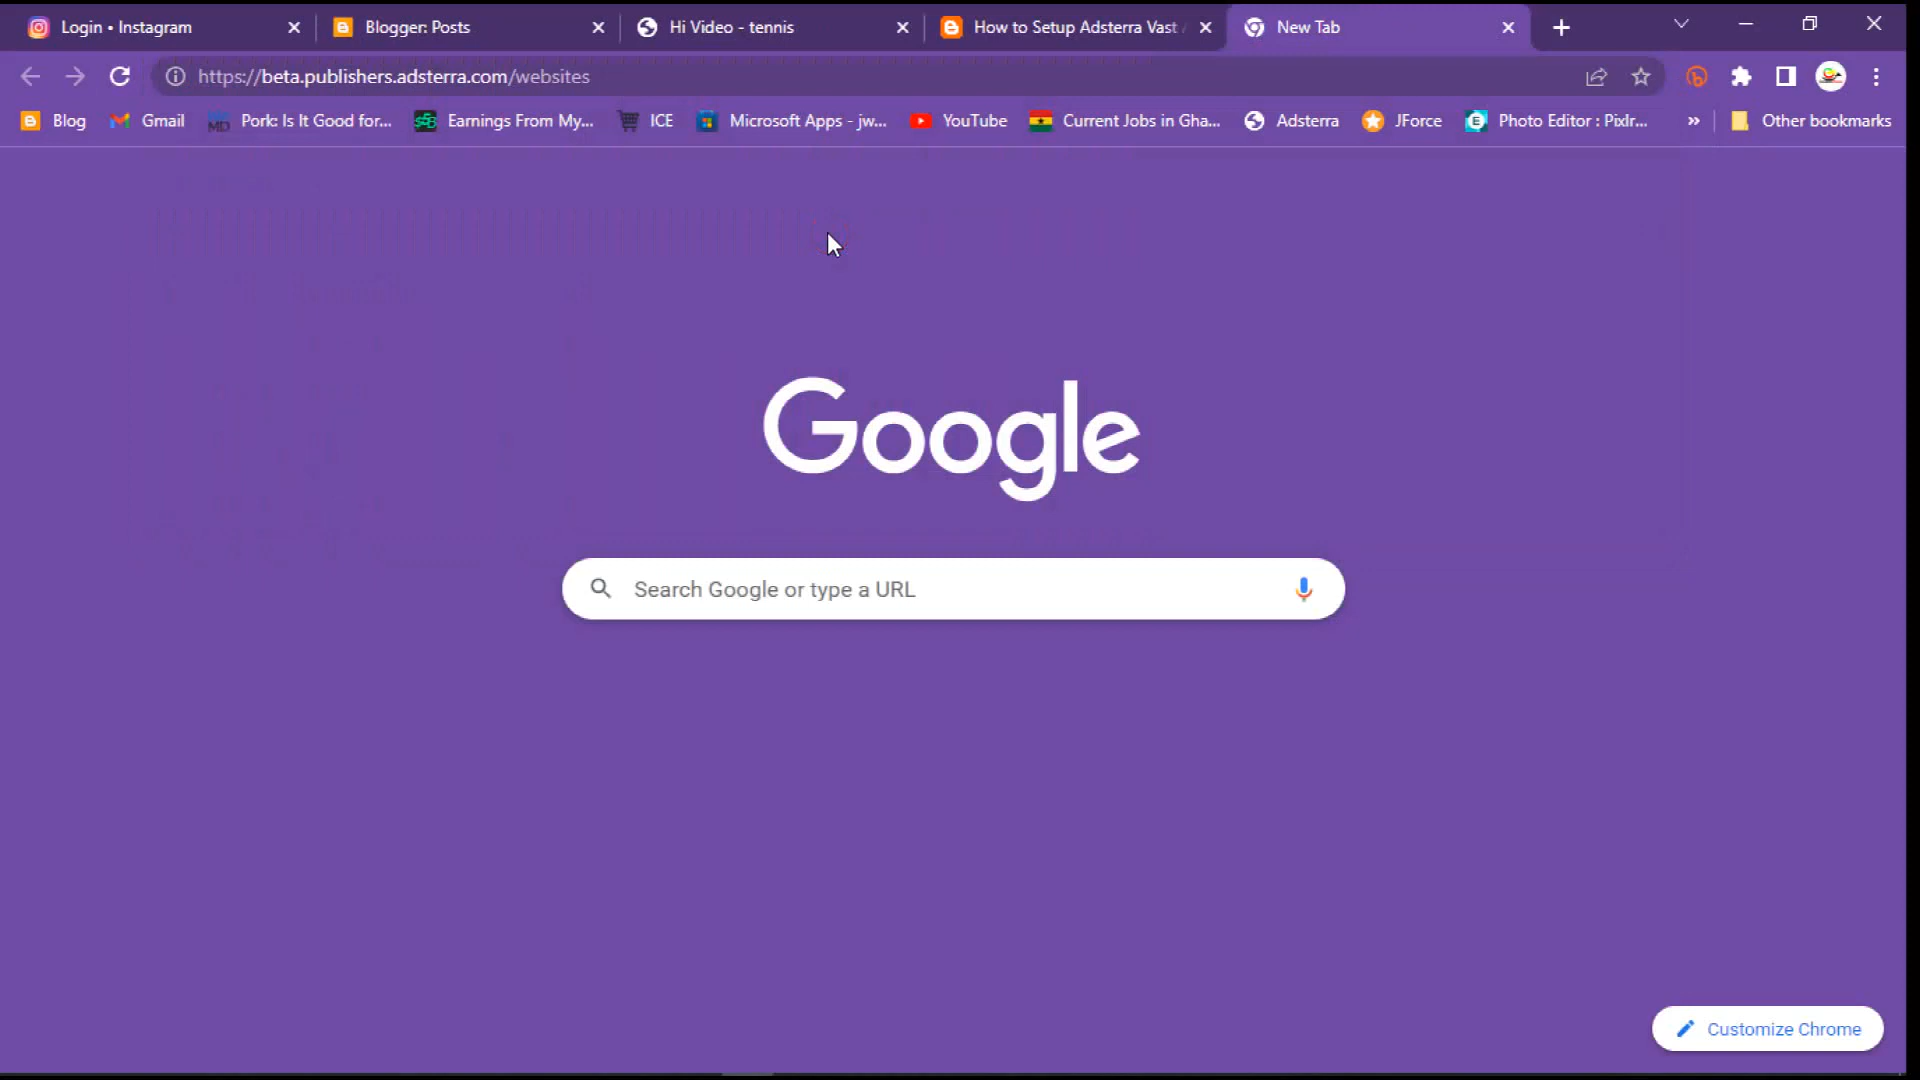 Login • Instagram
Blogger: Posts
Hi Video - tennis
How to Setup Adsterra Vast
New Tab
https://beta.publishers.adsterra.com/websites
Blog
Gmail
Pork: Is It Good for...
Earnings From My...
ICE
Microsoft Apps - jw...
YouTube
Current Jobs in Gha...
Adsterra
JForce
Photo Editor : Pixlr...
»
Other bookmarks
Google
Search Google or type a URL
Customize Chrome